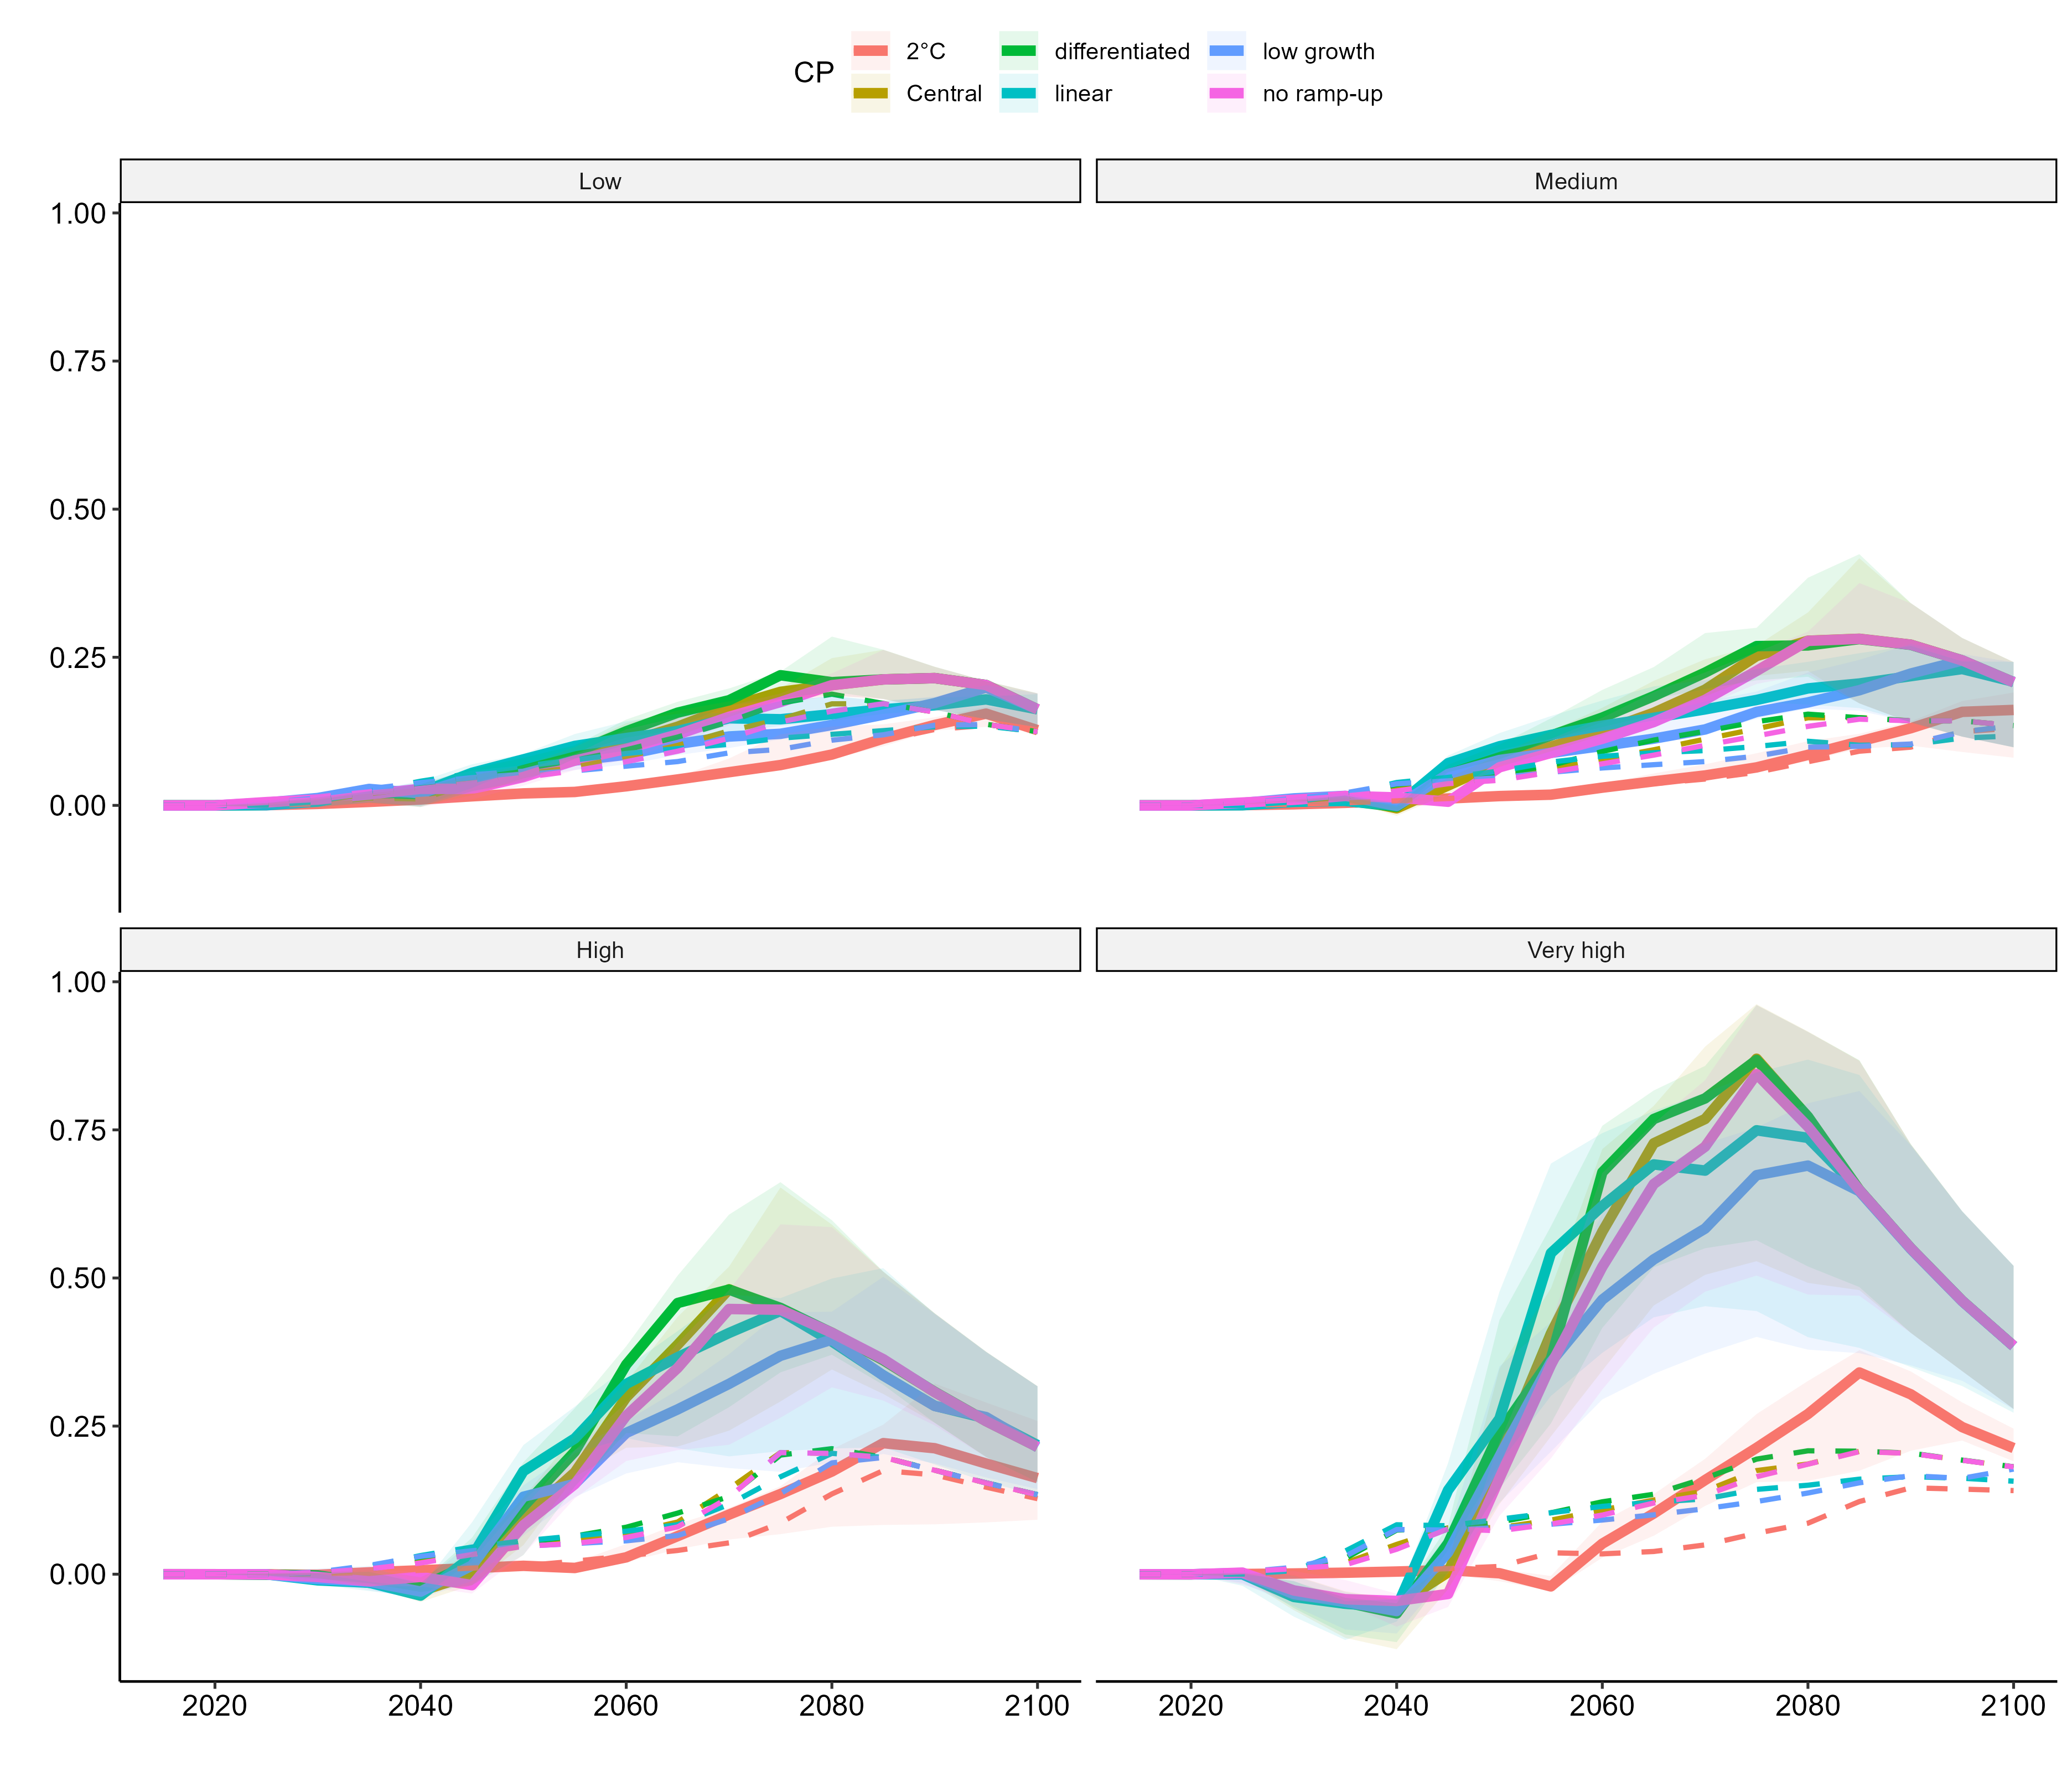 CP
2°C differentiated low growth
Central linear no ramp-up
Low Medium
1.00
0.75
0.50
0.25
0.00
High Very high
1.00
0.75
0.50
0.25
0.00
2020 2040 2060 2080 2100 2020 2040 2060 2080 2100